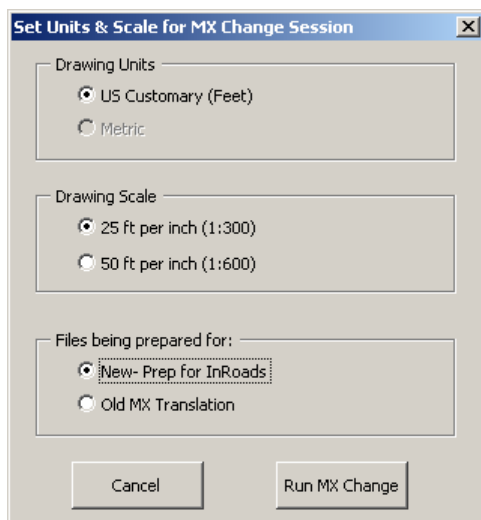 Set Units & Scale for MX Change Session
Drawing Units
US Customary (Feet)
Metric
Drawing Scale
25 ft per inch (1:300)
50 ft per inch (1:600)
Files being prepared for:
New- Prep for InRoads
Old MX Translation
Cancel Run MX Change